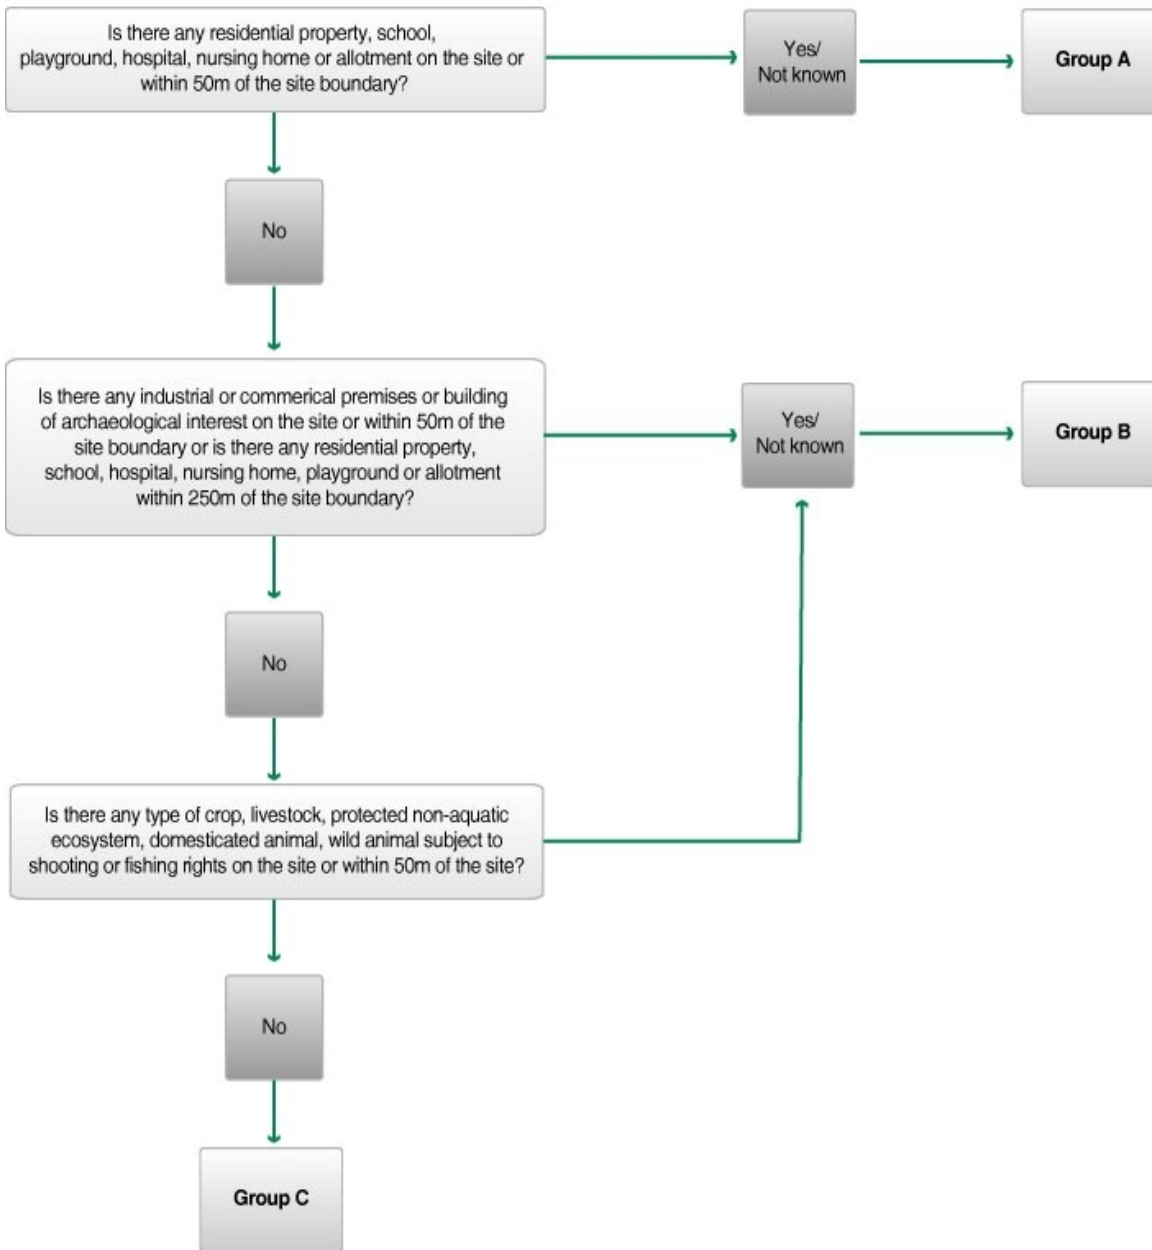 Is there any residential property, school,
playground, hospital, nursing home or allotment on the site or
within 50m of the site boundary?
Yes/
Not known
Group A
No
Is there any industrial or commerical premises or building
of archaeological interest on the site or within 50m of the
site boundary or is there any residential property,
school, hospital, nursing home, playground or allotment
within 250m of the site boundary?
Yes/
Not known
Group B
No
Is there any type of crop, livestock, protected non-aquatic
ecosystem, domesticated animal, wild animal subject to
shooting or fishing rights on the site or within 50m of the site?
No
Group C